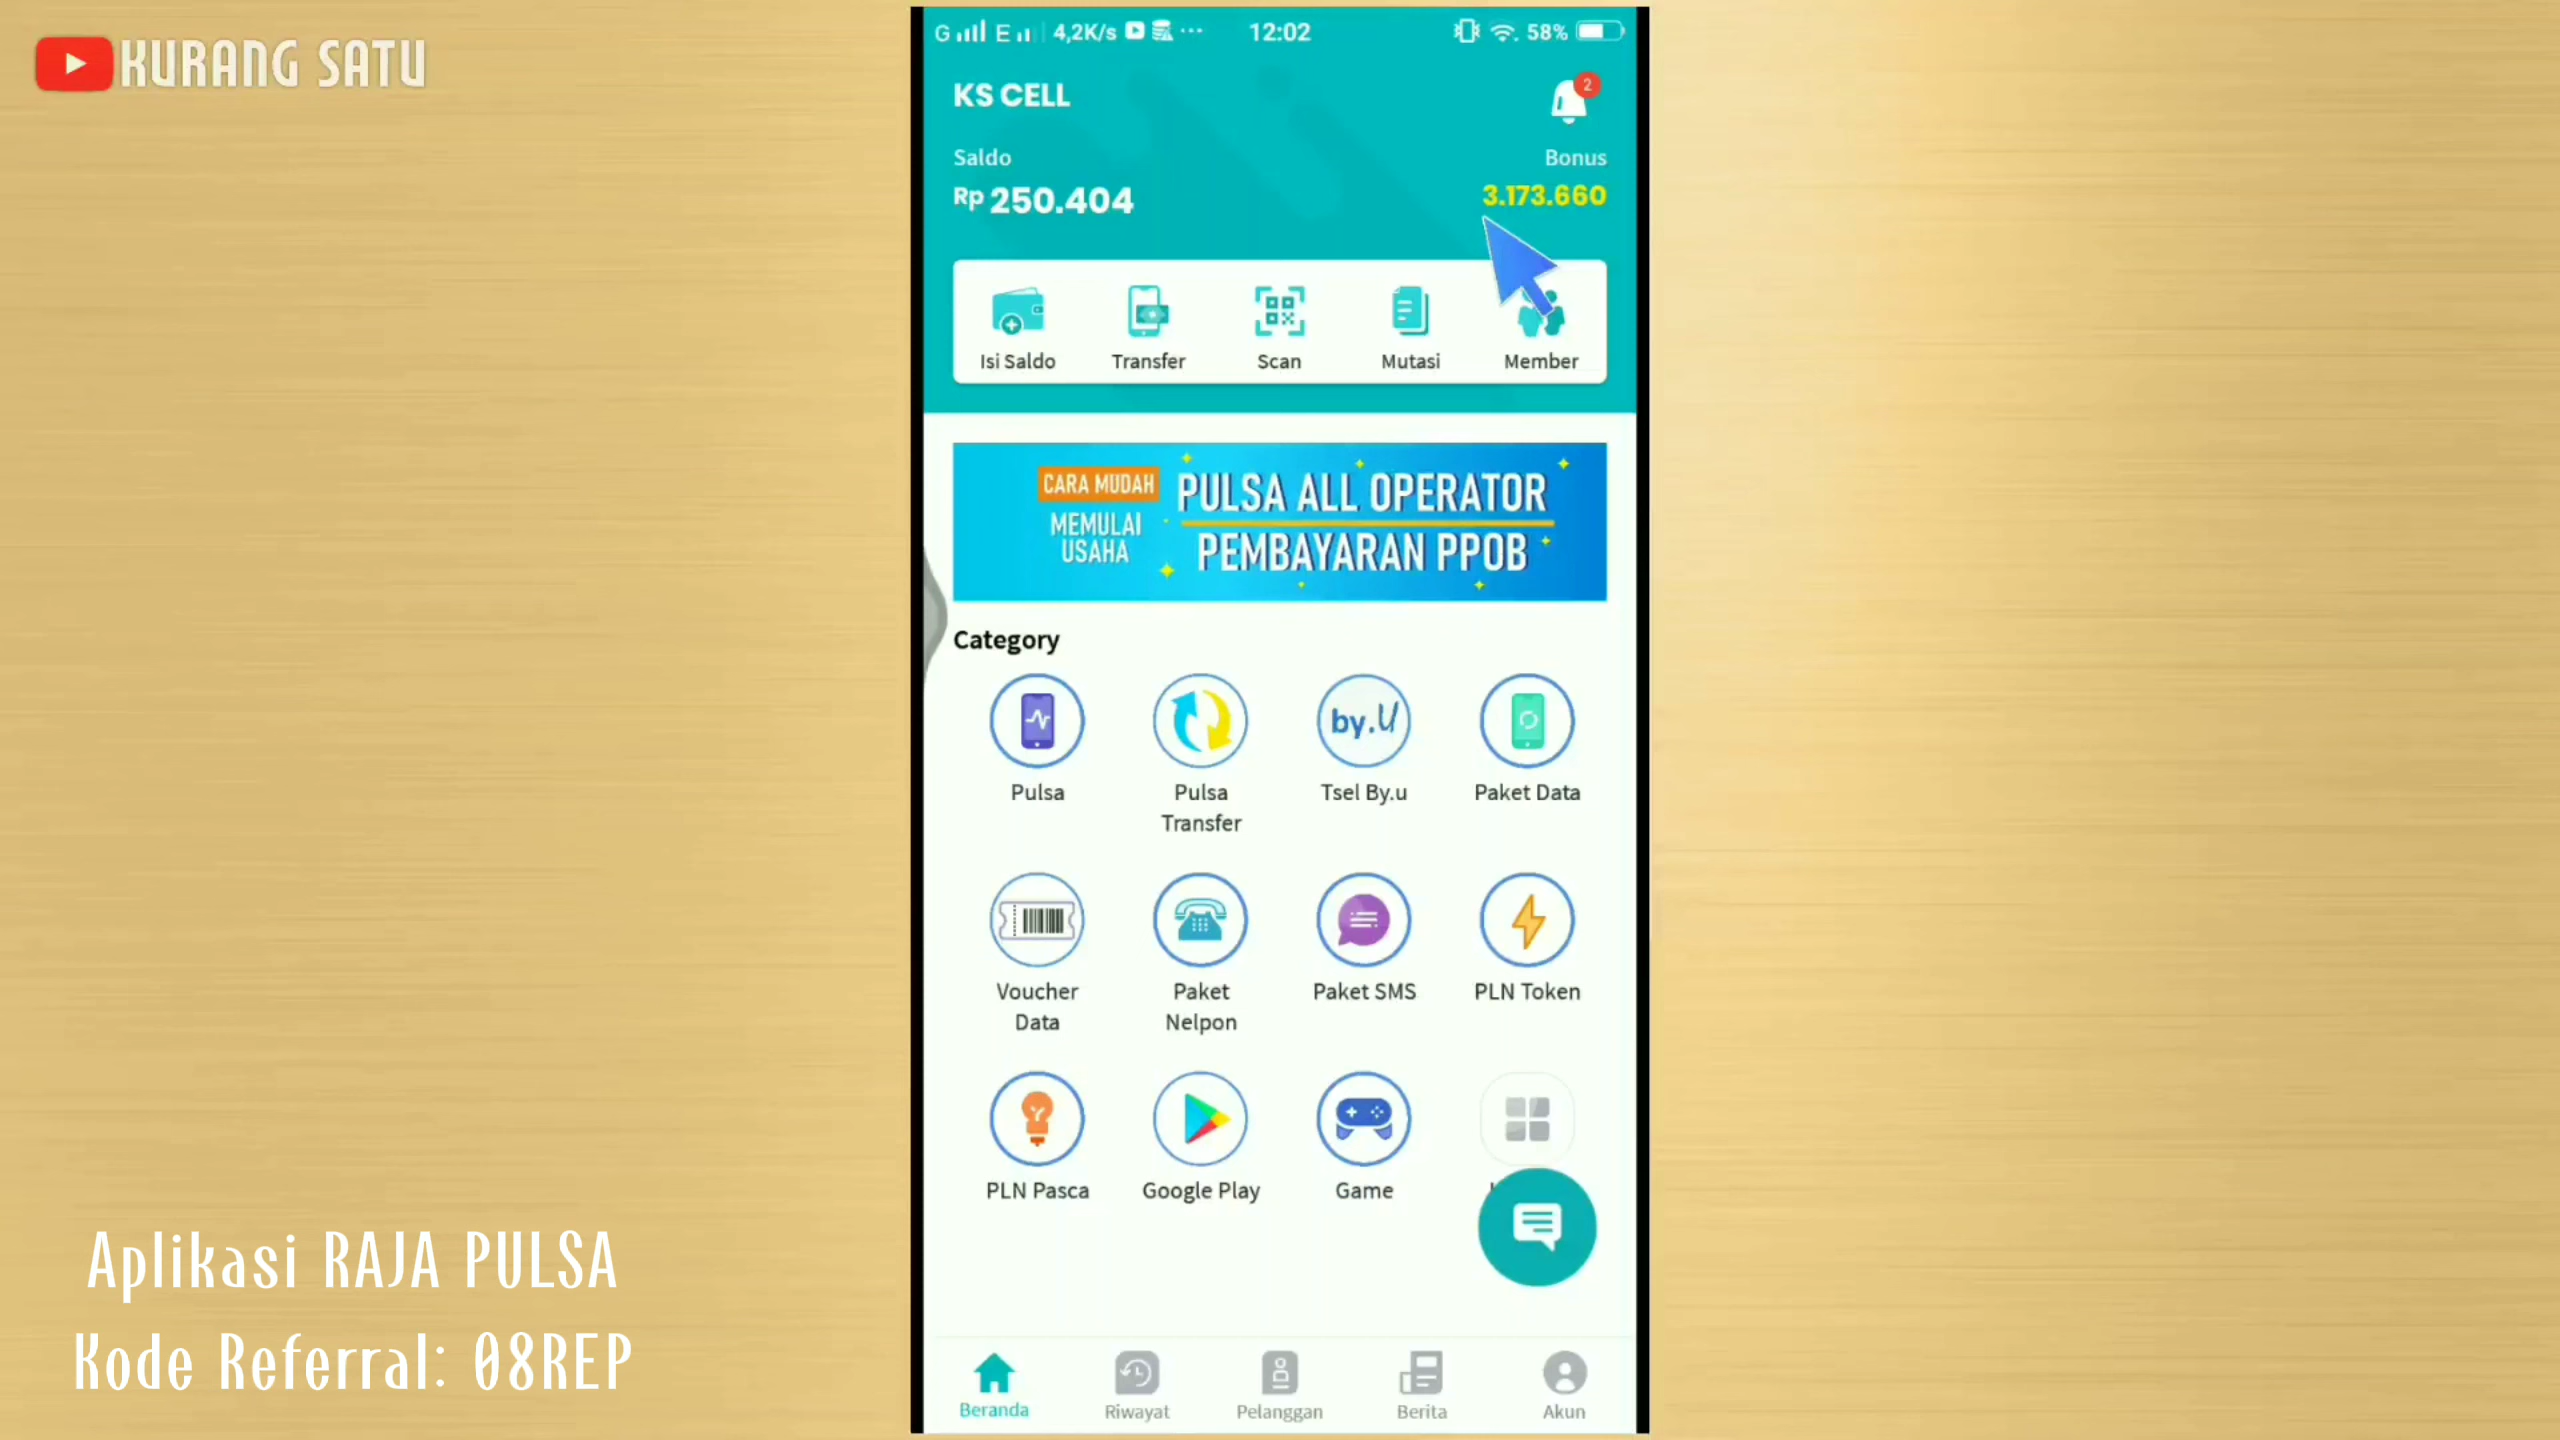 KURANG SATU
G E 4,2K/s ··· 12:02 58%
KS CELL
2
Saldo
Bonus
Rp 250.404
3.173.660
Isi Saldo
Transfer
Scan
Mutasi
Member
CARA MUDAH
MEMULAI
USAHA
PULSA ALL OPERATOR
PEMBAYARAN PPOB
Category
by.U
Pulsa
Pulsa
Transfer
Tsel By.u
Paket Data
Voucher
Data
Paket
Nelpon
Paket SMS
PLN Token
PLN Pasca
Google Play
Game
Beranda
Riwayat
Pelanggan
Berita
Akun
Aplikasi RAJA PULSA
Kode Referral: 08REP